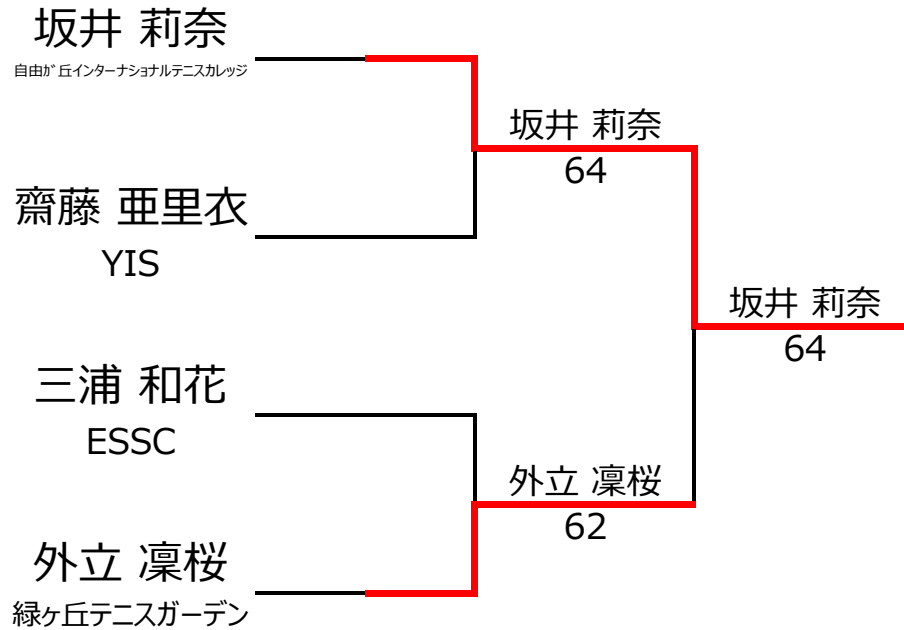 坂井 莉奈
自由が丘インターナショナルテニスカレッジ
坂井 莉奈
64
齋藤 亜里衣
YIS
坂井 莉奈
64
三浦 和花
ESSC
外立 凜桜
62
外立 凜桜
緑ヶ丘テニスガーデン